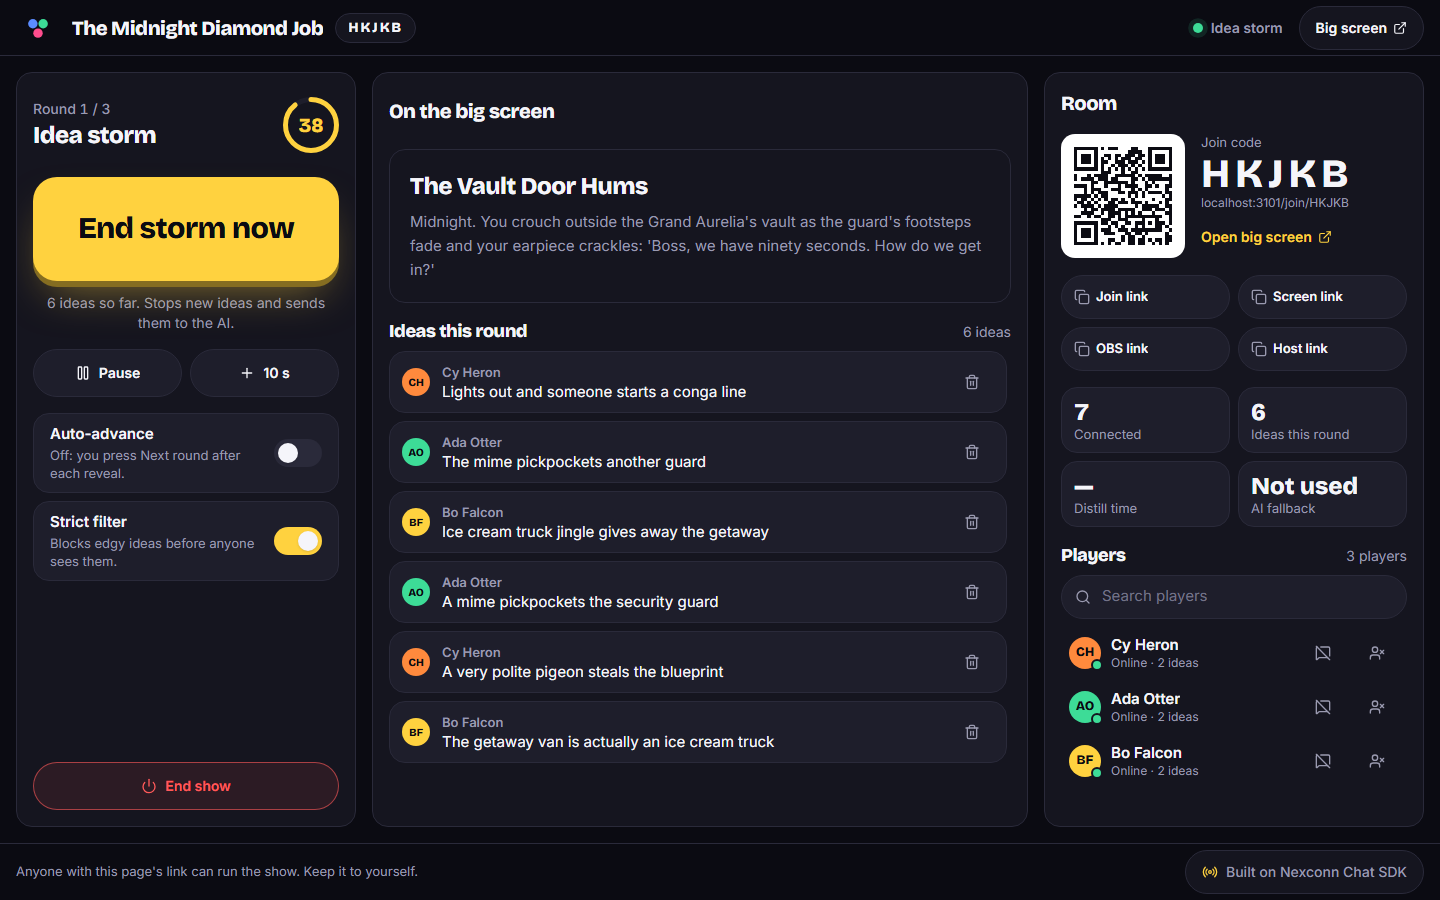 The Midnight Diamond Job
HKJKB
Idea storm
Big screen
Round 1 / 3
Idea storm
38
End storm now
6 ideas so far. Stops new ideas and sends
them to the AI.
Pause
10 s
Auto-advance
Off: you press Next round after
each reveal.
Strict filter
Blocks edgy ideas before anyone
sees them.
End show
On the big screen
The Vault Door Hums
Midnight. You crouch outside the Grand Aurelia's vault as the guard's footsteps
fade and your earpiece crackles: 'Boss, we have ninety seconds. How do we get
in?'
Ideas this round
6 ideas
CH
Cy Heron
Lights out and someone starts a conga line
AO
Ada Otter
The mime pickpockets another guard
BF
Bo Falcon
Ice cream truck jingle gives away the getaway
AO
Ada Otter
A mime pickpockets the security guard
CH
Cy Heron
A very polite pigeon steals the blueprint
BF
Bo Falcon
The getaway van is actually an ice cream truck
Room
Join code
HKJKB
localhost:3101/join/HKJKB
Open big screen
Join link
Screen link
OBS link
Host link
7
Connected
6
Ideas this round
—
Distill time
Not used
AI fallback
Players
3 players
Search players
CH
Cy Heron
Online · 2 ideas
AO
Ada Otter
Online · 2 ideas
BF
Bo Falcon
Online · 2 ideas
Anyone with this page's link can run the show. Keep it to yourself.
Built on Nexconn Chat SDK